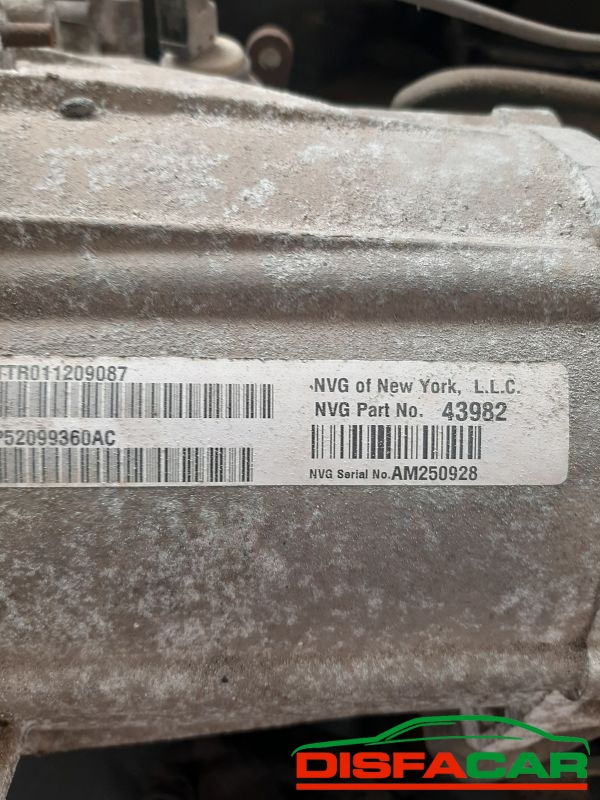 TTR011209087
P52099360AC
NVG of New York, L.L.C.
NVG Part No. 43982
NVG Serial No. AM250928
DISFACAR